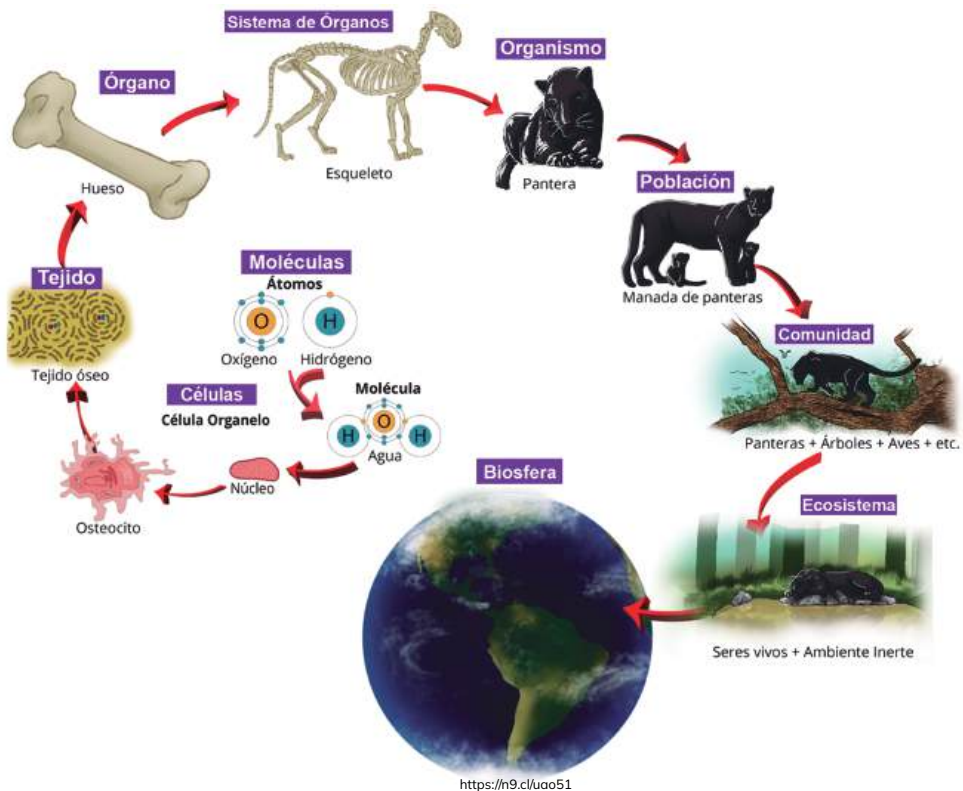 Sistema de Órganos
Organismo
Órgano
Esqueleto
Pantera
Hueso
Población
Manada de panteras
Tejido
Tejido óseo
Moléculas
Átomos
O
H
Oxígeno
Hidrógeno
Células
Célula Organelo
Molécula
H
O
H
Agua
Núcleo
Osteocito
Comunidad
Panteras + Árboles + Aves + etc.
Biosfera
Ecosistema
Seres vivos + Ambiente Inerte
https://n9.cl/uao51